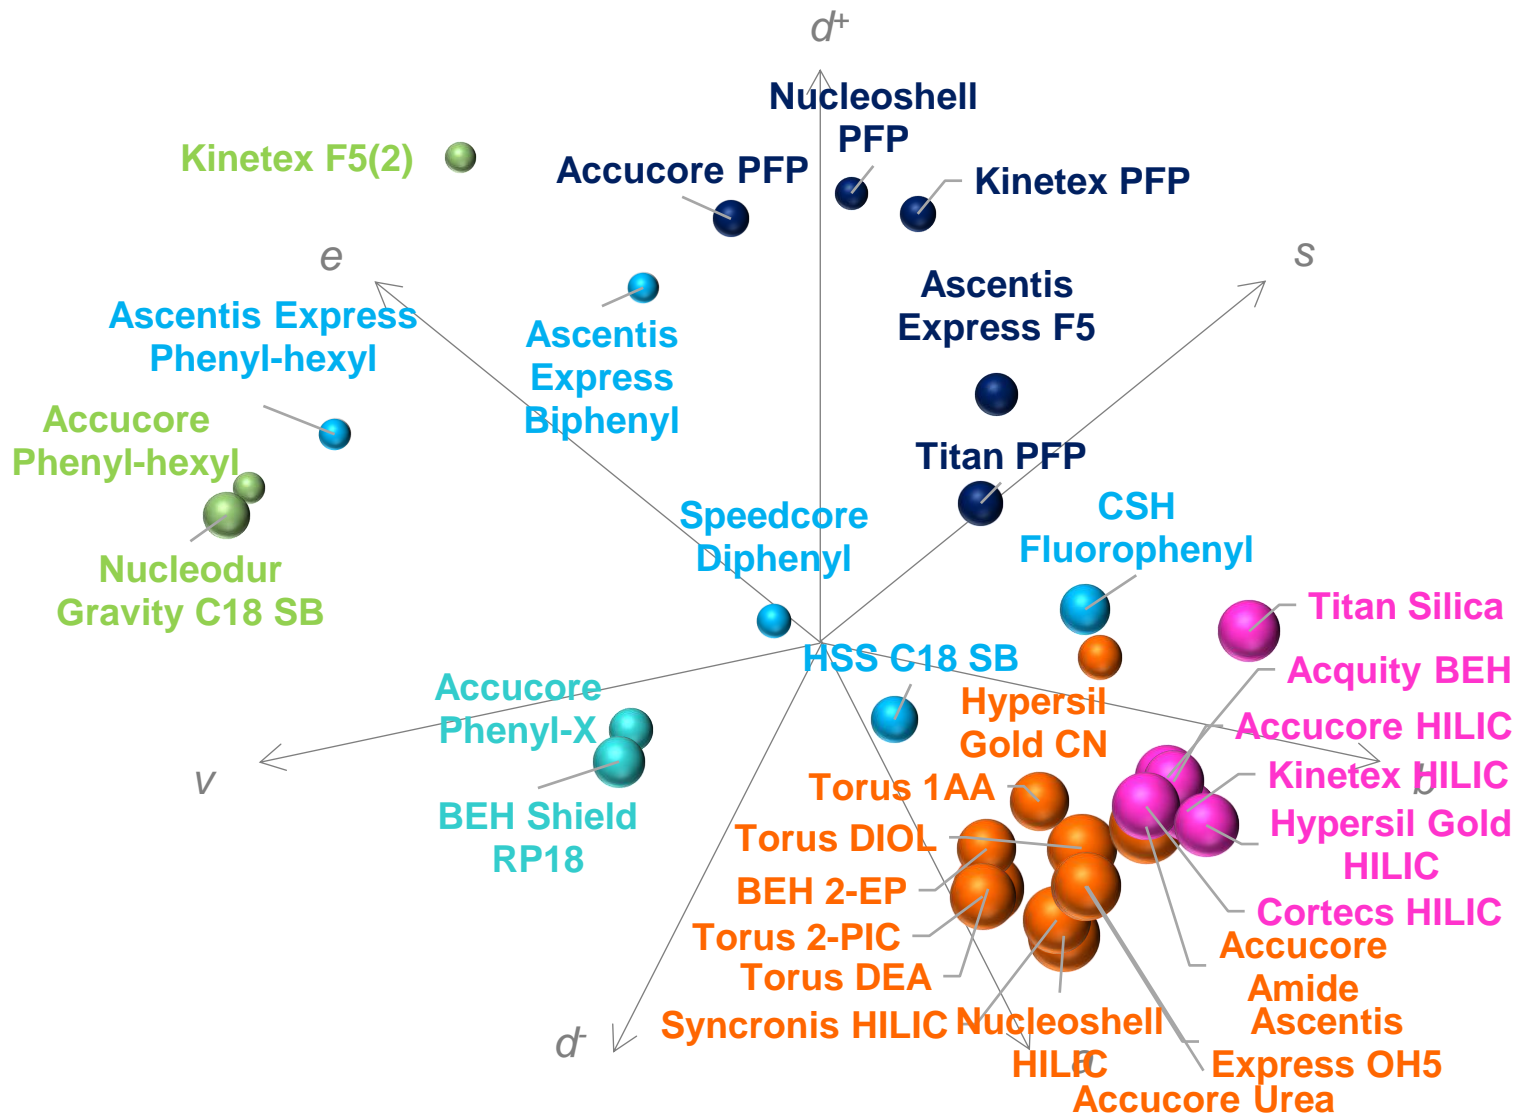 d+
Nucleoshell
PFP
Kinetex F5(2)
Accucore PFP
Kinetex PFP
e
s
Ascentis Express
Phenyl-hexyl
Ascentis
Express
Biphenyl
Ascentis
Express F5
Accucore
Phenyl-hexyl
Titan PFP
Speedcore
Diphenyl
CSH
Fluorophenyl
Nucleodur
Gravity C18 SB
Titan Silica
HSS C18 SB
Acquity BEH
Accucore
Phenyl-X
Hypersil
Gold CN
Accucore HILIC
v
b
Kinetex HILIC
Torus 1AA
BEH Shield
RP18
Hypersil Gold
HILIC
Torus DIOL
BEH 2-EP
Cortecs HILIC
Torus 2-PIC
Accucore
Amide
Torus DEA
Syncronis HILIC
Nucleoshell
HILIC
Ascentis
Express OH5
d-
a
Accucore Urea